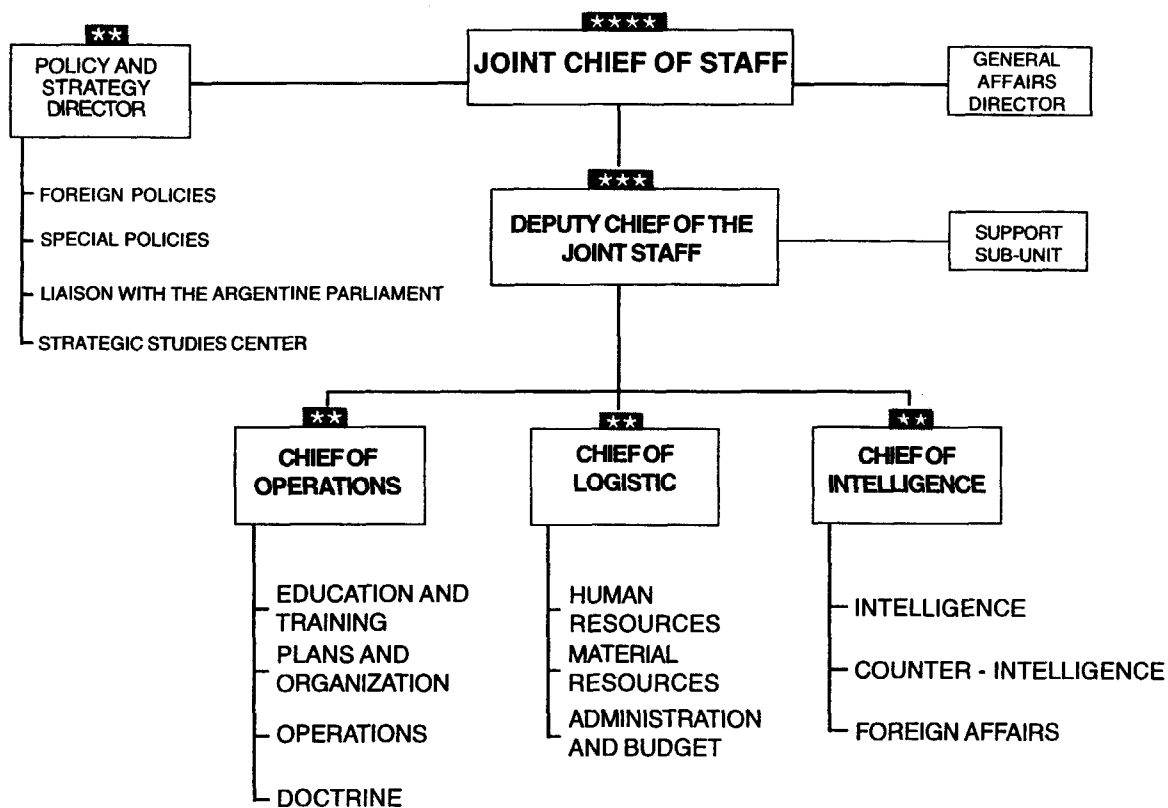 ★★★★
JOINT CHIEF OF STAFF
★★
POLICY AND
STRATEGY
DIRECTOR
GENERAL
AFFAIRS
DIRECTOR
FOREIGN POLICIES
SPECIAL POLICIES
LIAISON WITH THE ARGENTINE PARLIAMENT
STRATEGIC STUDIES CENTER
★★★
DEPUTY CHIEF OF THE
JOINT STAFF
SUPPORT
SUB-UNIT
★★
CHIEF OF
OPERATIONS
EDUCATION AND
TRAINING
PLANS AND
ORGANIZATION
OPERATIONS
DOCTRINE
★★
CHIEF OF
LOGISTIC
HUMAN
RESOURCES
MATERIAL
RESOURCES
ADMINISTRATION
AND BUDGET
★★
CHIEF OF
INTELLIGENCE
INTELLIGENCE
COUNTER - INTELLIGENCE
FOREIGN AFFAIRS